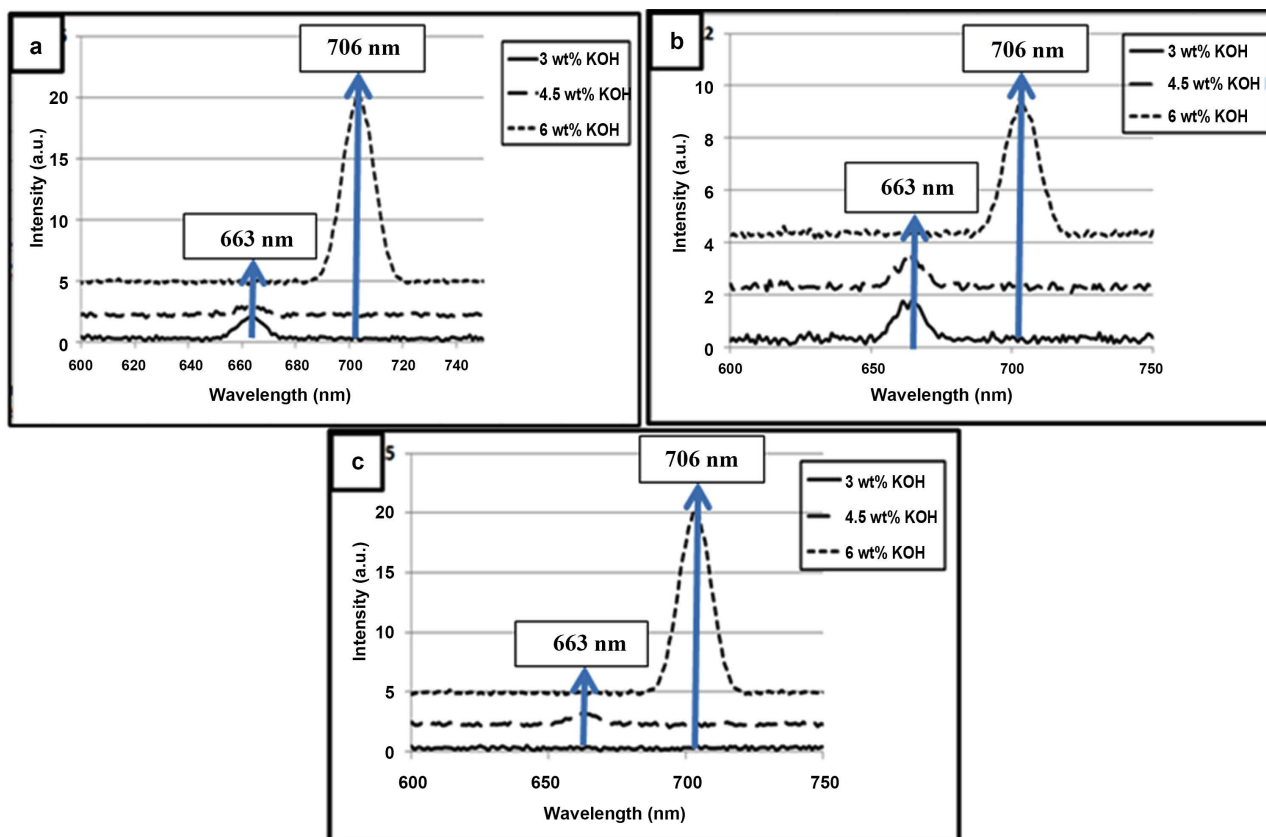 a
706 nm
3 wt% KOH
4.5 wt% KOH
6 wt% KOH
663 nm
Intensity (a.u.)
5
20
15
10
5
0
600 620 640 660 680 700 720 740
Wavelength (nm)
b
706 nm
3 wt% KOH
4.5 wt% KOH
6 wt% KOH
663 nm
Intensity (a.u.)
2
10
8
6
4
2
0
600 650 700 750
Wavelength (nm)
c
706 nm
3 wt% KOH
4.5 wt% KOH
6 wt% KOH
663 nm
Intensity (a.u.)
5
20
15
10
5
0
600 650 700 750
Wavelength (nm)